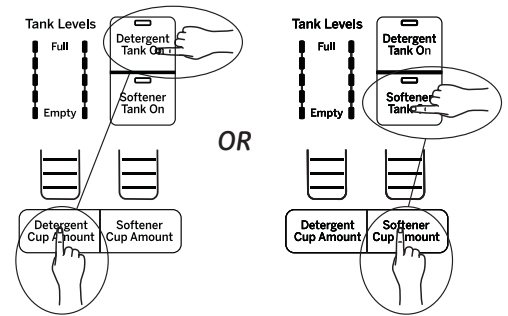 Tank Levels
Full
Empty
Detergent
Tank On
Softener
Tank On
Detergent
Cup Amount
Softener
Cup Amount
OR
Tank Levels
Full
Empty
Detergent
Tank On
Softener
Tank
Detergent
Cup Amount
Softener
Cup Amount